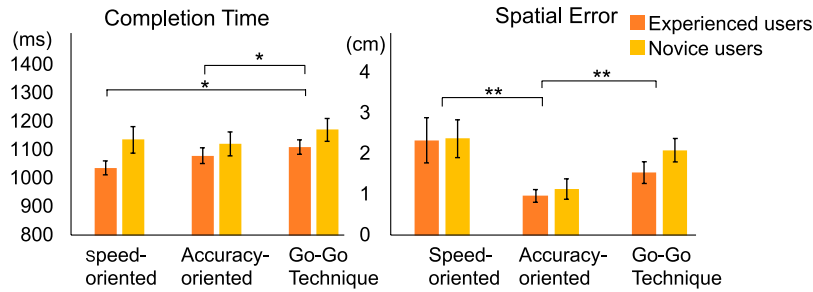 Completion Time
(ms)
1400
1300
1200
1100
1000
900
800
*
*
speed-
oriented
Accuracy-
oriented
Go-Go
Technique
Spatial Error
(cm)
4
3
2
1
0
**
**
Speed-
oriented
Accuracy-
oriented
Go-Go
Technique
Experienced users
Novice users